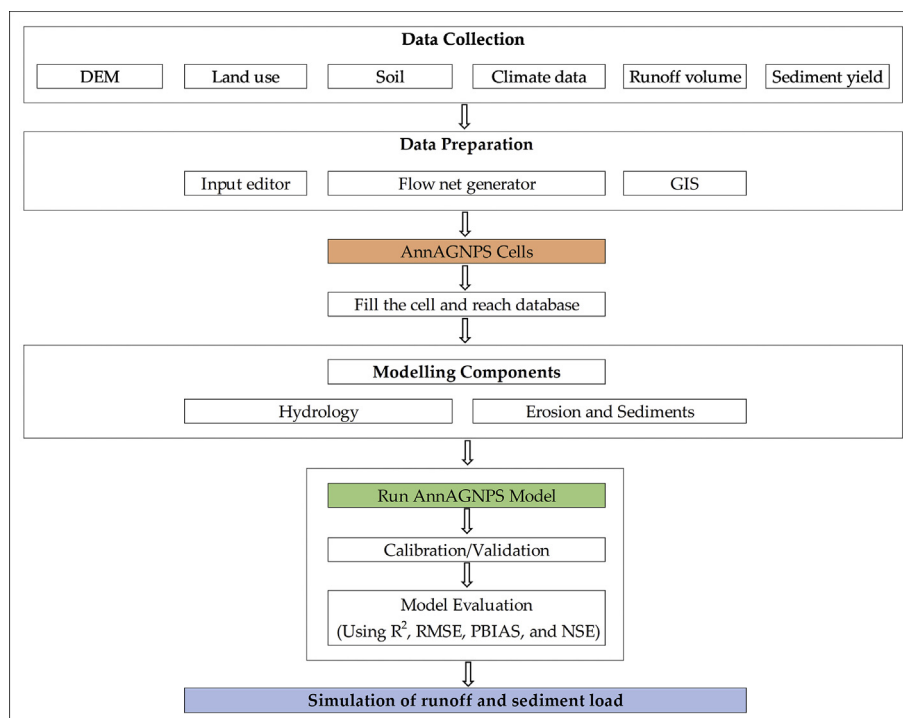 Data Collection
DEM
Land use
Soil
Climate data
Runoff volume
Sediment yield
Data Preparation
Input editor
Flow net generator
GIS
AnnAGNPS Cells
Fill the cell and reach database
Modelling Components
Hydrology
Erosion and Sediments
Run AnnAGNPS Model
Calibration/Validation
Model Evaluation
(Using R², RMSE, PBIAS, and NSE)
Simulation of runoff and sediment load